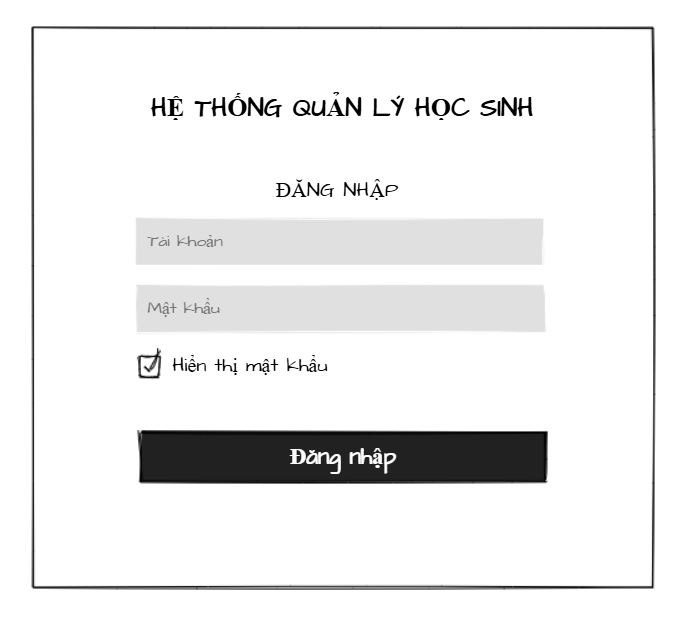 HỆ THỐNG QUẢN LÝ HỌC SINH
ĐĂNG NHẬP
Tài khoản
Mật khẩu
Hiển thị mật khẩu
Đăng nhập